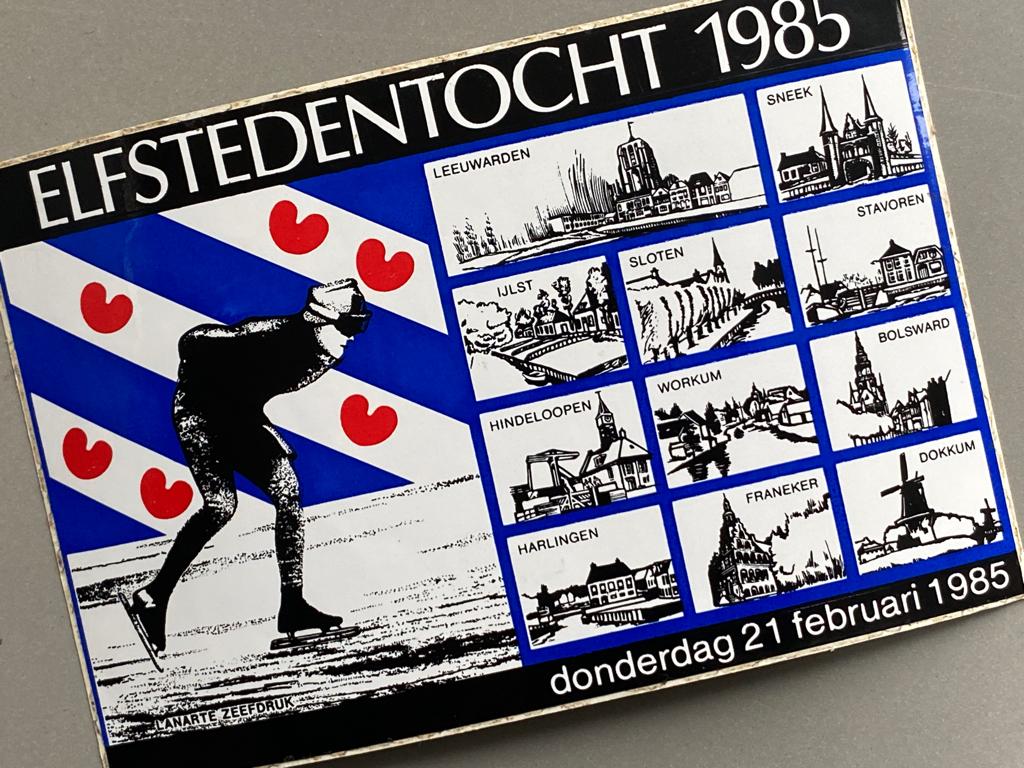 ELFSTEDENTOCHT 1985
LEEUWARDEN
SNEEK
IJLST
SLOTEN
STAVOREN
HINDELOOPEN
WORKUM
BOLSWARD
HARLINGEN
FRANEKER
DOKKUM
donderdag 21 februari 1985
LANARTE ZEEFDRUK